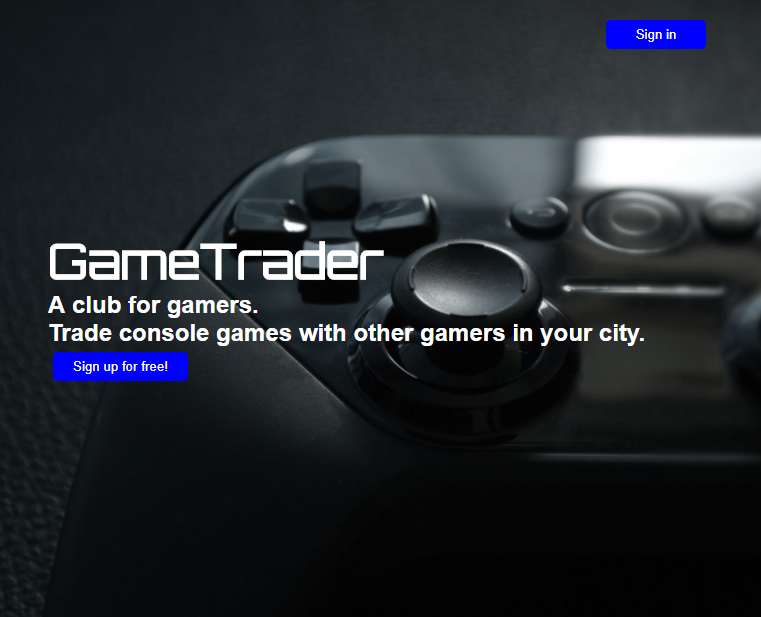 Sign in
GameTrader
A club for gamers.
Trade console games with other gamers in your city.
Sign up for free!